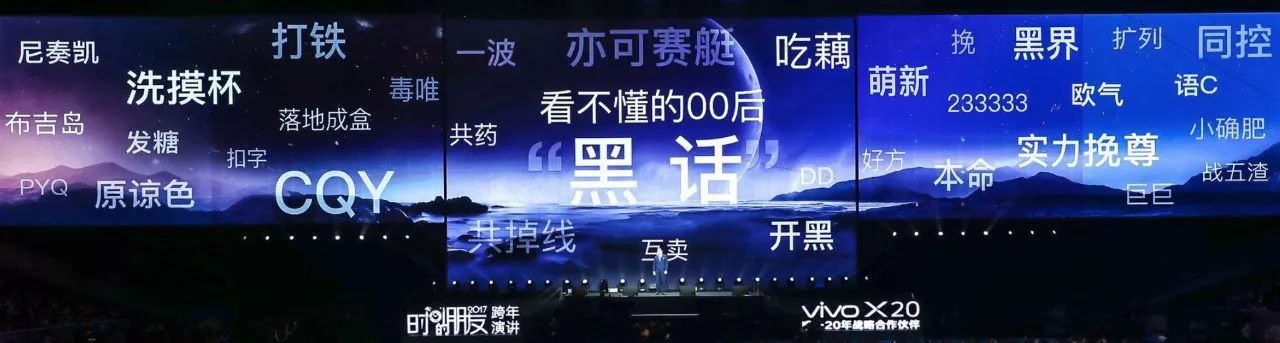 尼奏凯
打铁
洗摸杯
毒唯
布吉岛
落地成盒
发糖
扣字
PYQ
原谅色
CQY
一波
亦可赛艇
吃藕
看不懂的00后
共药
“黑话”
DD
共掉线
互卖
开黑
挽
黑界
扩列
同控
萌新
233333
欧气
语C
小确肥
好方
本命
实力挽尊
战五渣
巨巨
时间的朋友 2017 跨年演讲
vivo X20
-20年战略合作伙伴